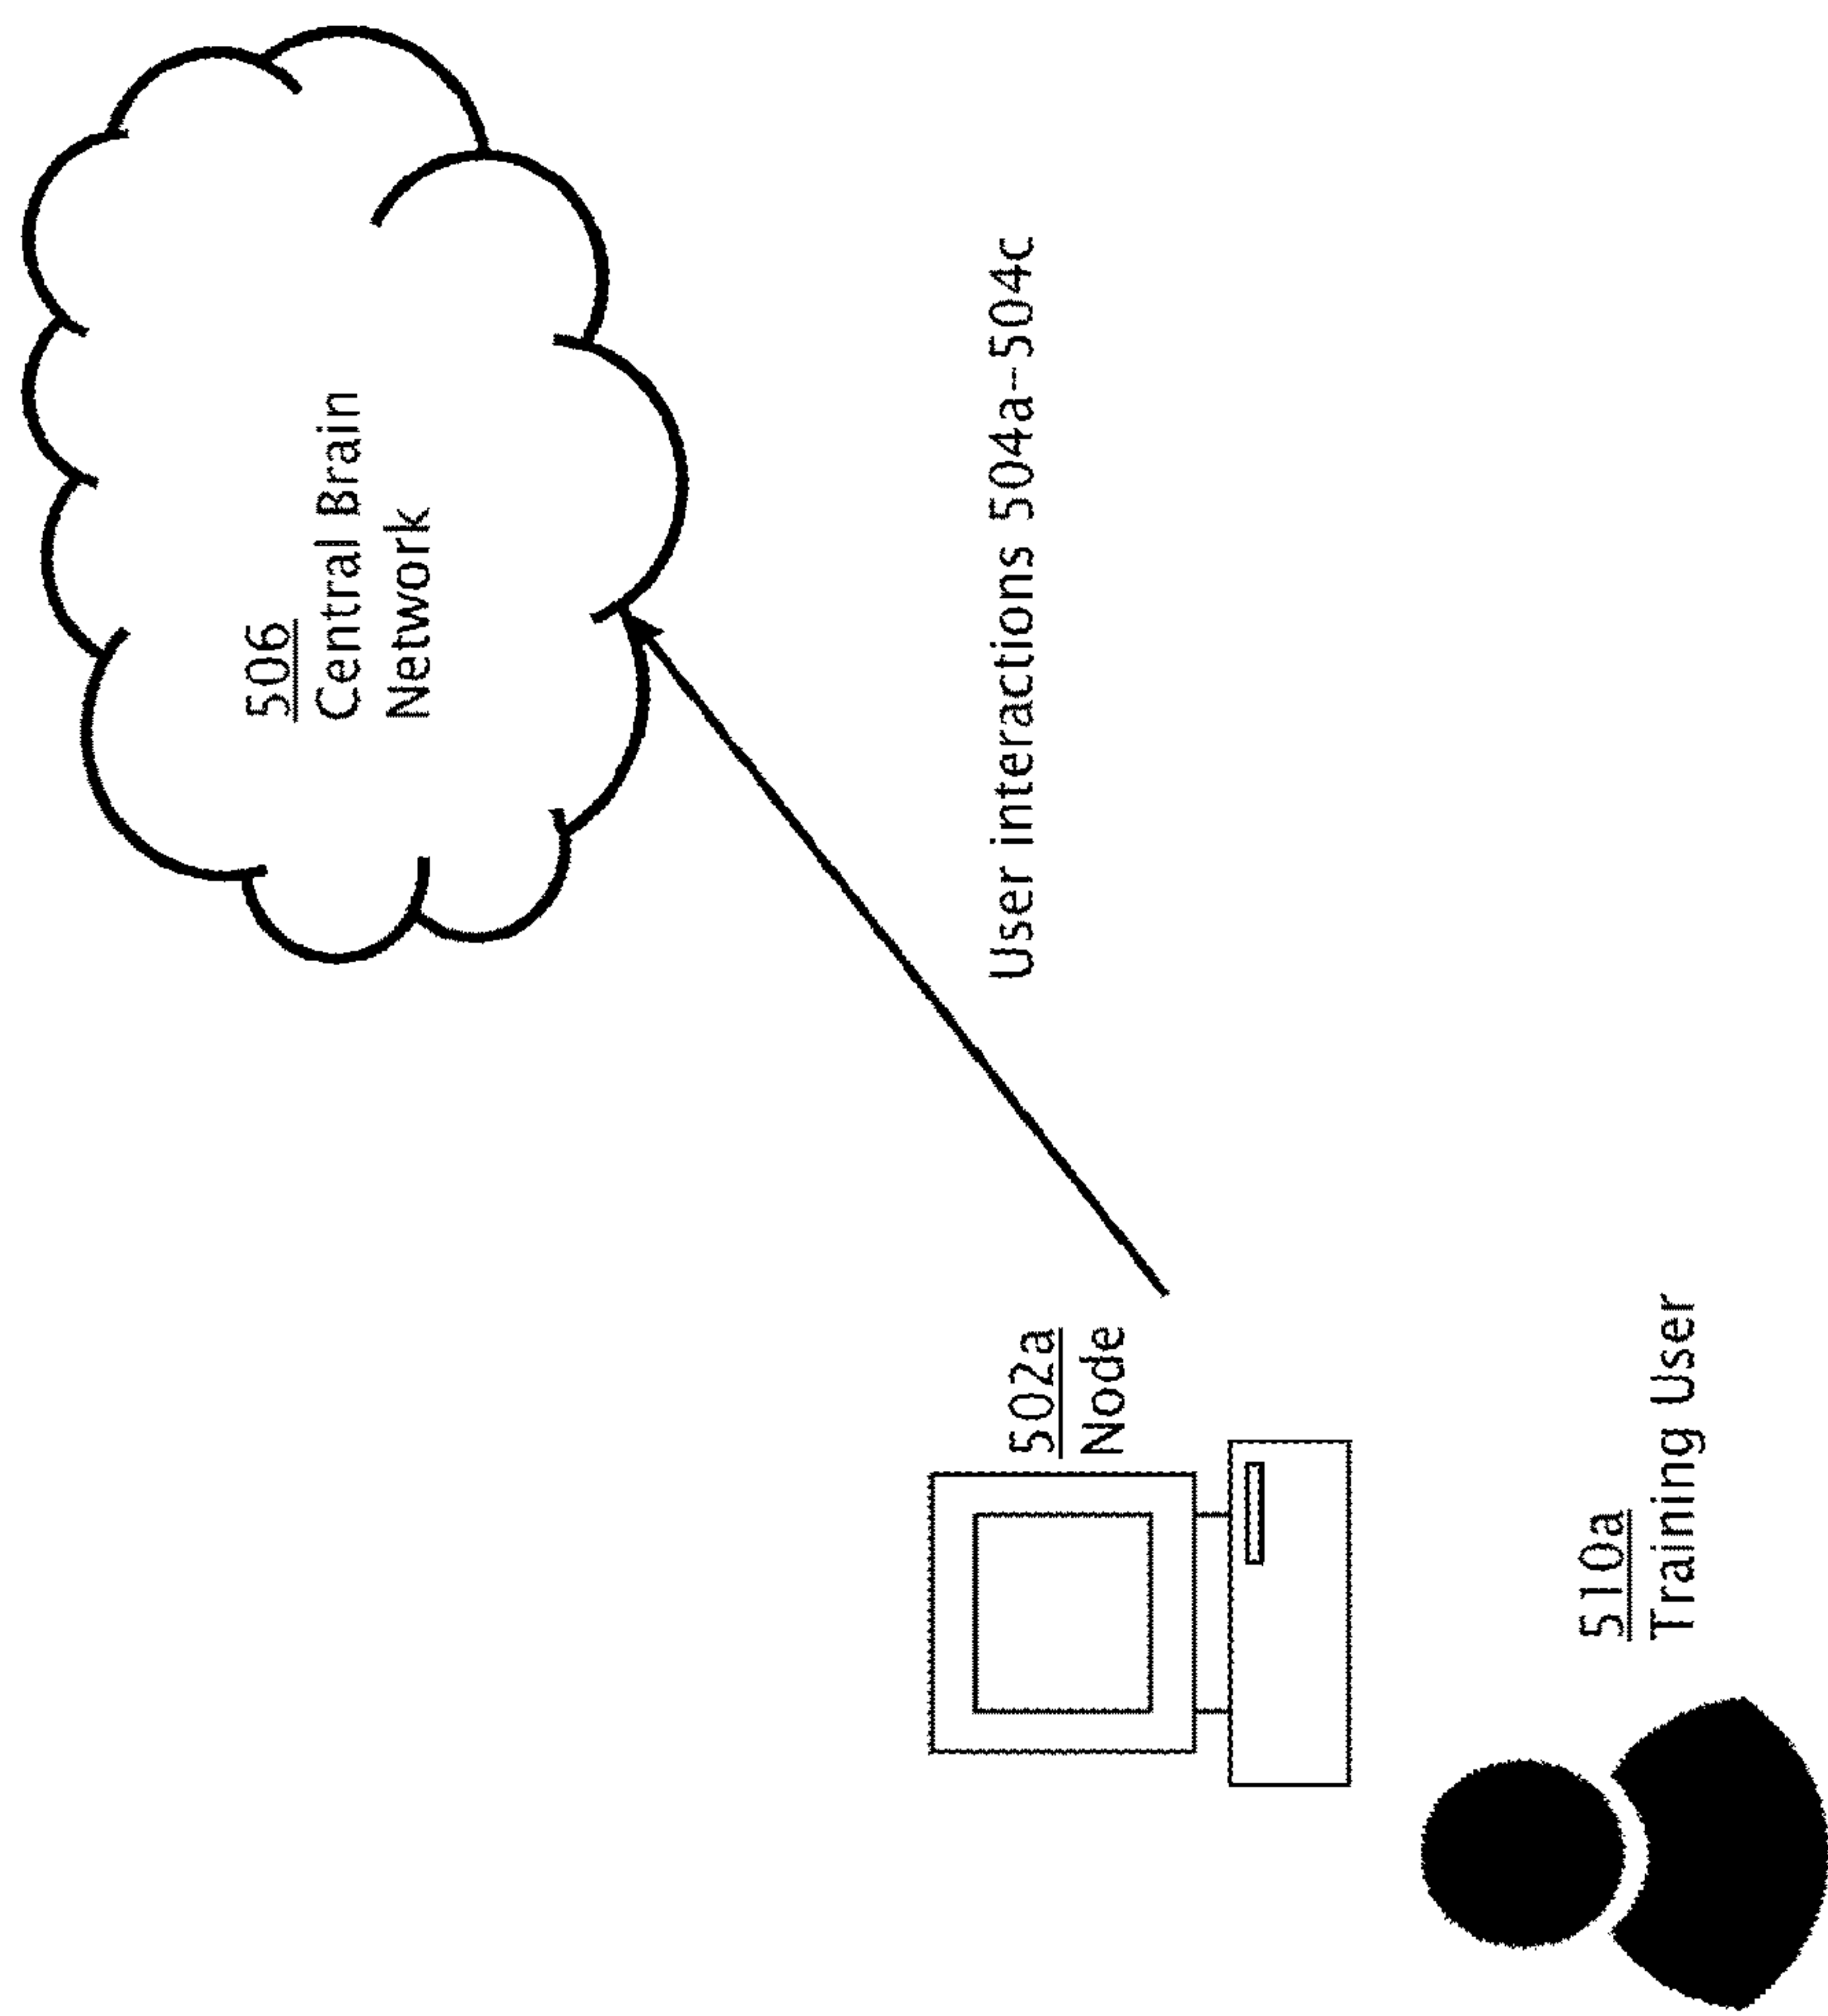 506
Central Brain
Network
User interactions 504a-504c
502a
Node
510a
Training User